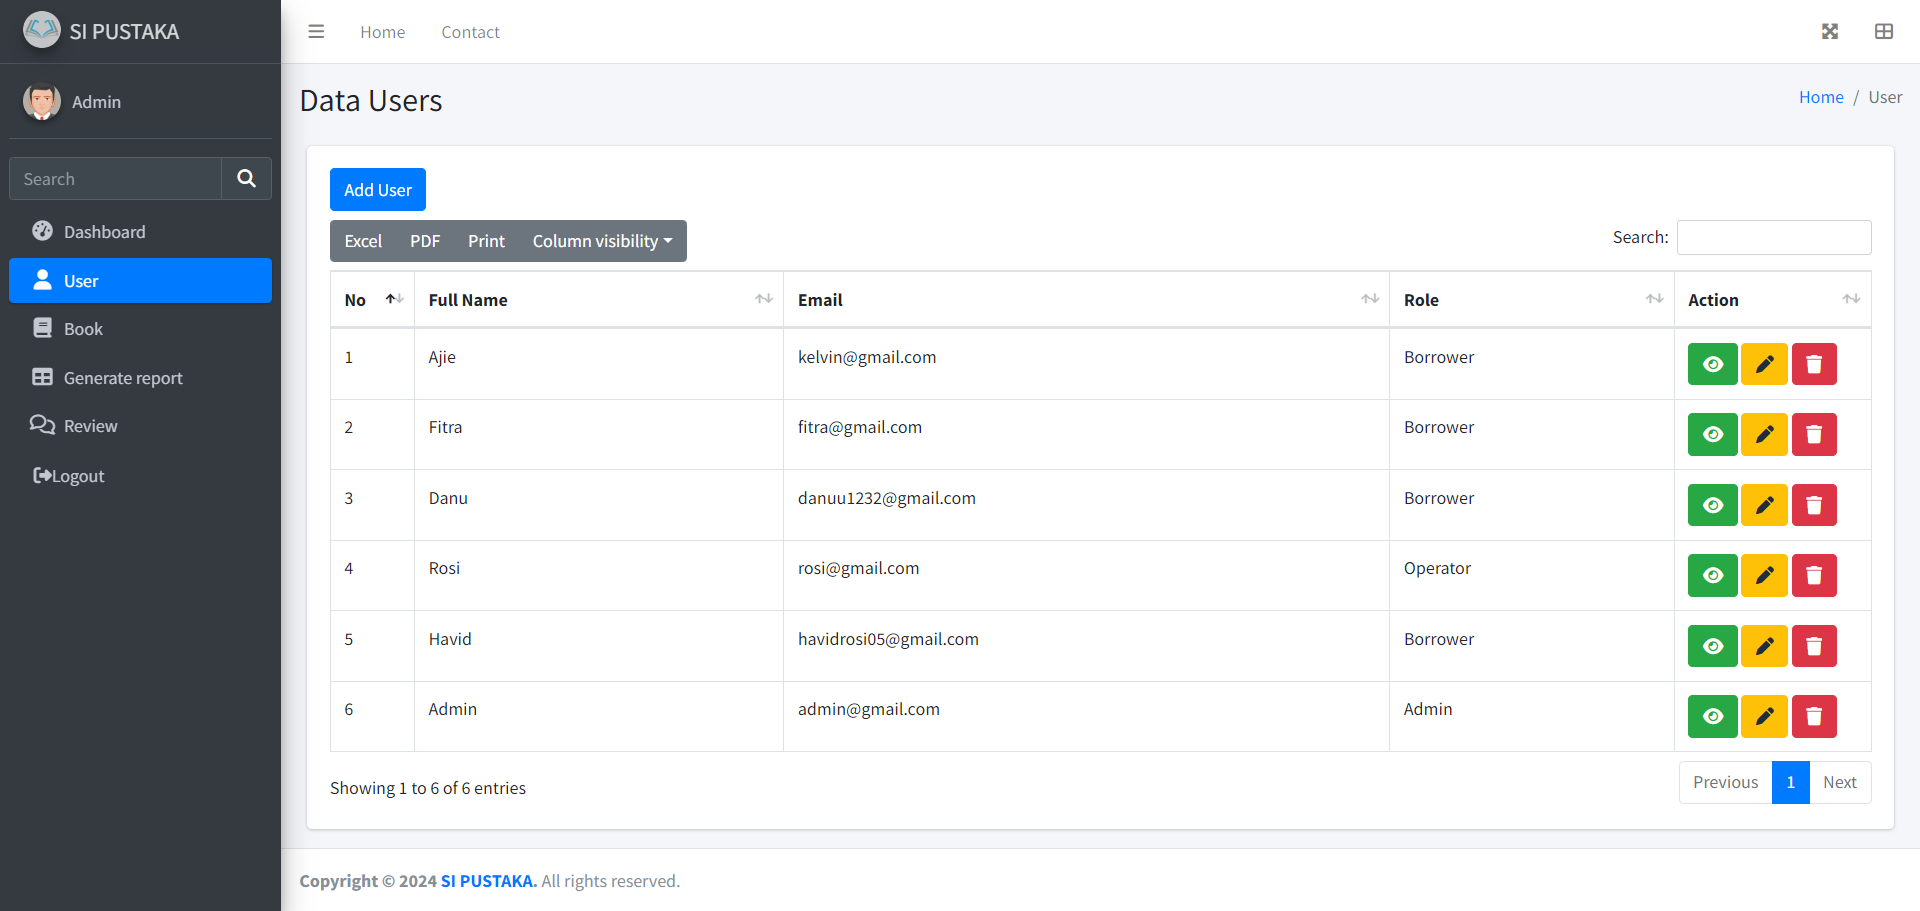 SI PUSTAKA
Home
Contact
Admin
Search
Dashboard
User
Book
Generate report
Review
Logout
Data Users
Home / User
Add User
Excel PDF Print Column visibility
Search:
No Full Name Email Role Action
1 Ajie kelvin@gmail.com Borrower
2 Fitra fitra@gmail.com Borrower
3 Danu danuu1232@gmail.com Borrower
4 Rosi rosi@gmail.com Operator
5 Havid havidrosi05@gmail.com Borrower
6 Admin admin@gmail.com Admin
Showing 1 to 6 of 6 entries
Previous 1 Next
Copyright © 2024 SI PUSTAKA. All rights reserved.